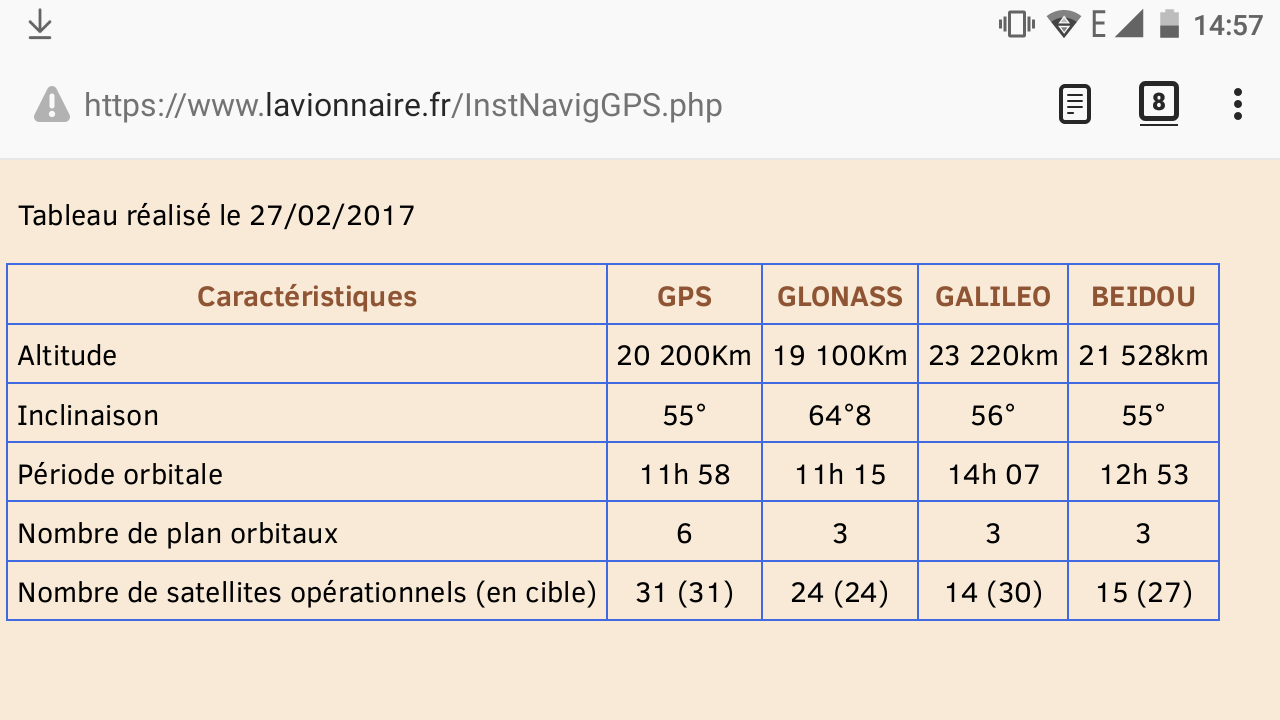 E 14:57
https://www.lavionnaire.fr/InstNavigGPS.php
8
Tableau réalisé le 27/02/2017
Caractéristiques GPS GLONASS GALILEO BEIDOU
Altitude 20 200Km 19 100Km 23 220km 21 528km
Inclinaison 55° 64°8 56° 55°
Période orbitale 11h 58 11h 15 14h 07 12h 53
Nombre de plan orbitaux 6 3 3 3
Nombre de satellites opérationnels (en cible) 31 (31) 24 (24) 14 (30) 15 (27)